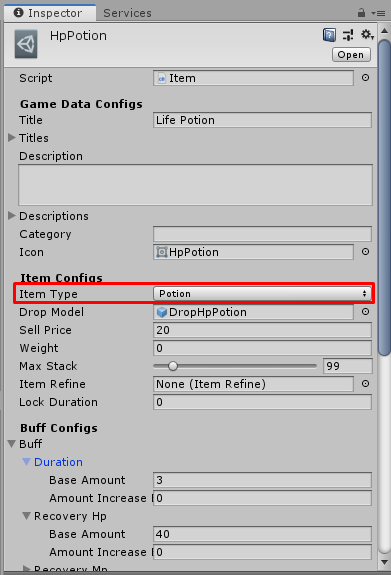 Inspector Services
HpPotion
Open
Script Item
Game Data Configs
Title Life Potion
Titles
Description
Descriptions
Category
Icon HpPotion
Item Configs
Item Type Potion
Drop Model DropHpPotion
Sell Price 20
Weight 0
Max Stack 99
Item Refine None (Item Refine)
Lock Duration 0
Buff Configs
Buff
Duration
Base Amount 3
Amount Increase 0
Recovery Hp
Base Amount 40
Amount Increase 0
Recovery Mp